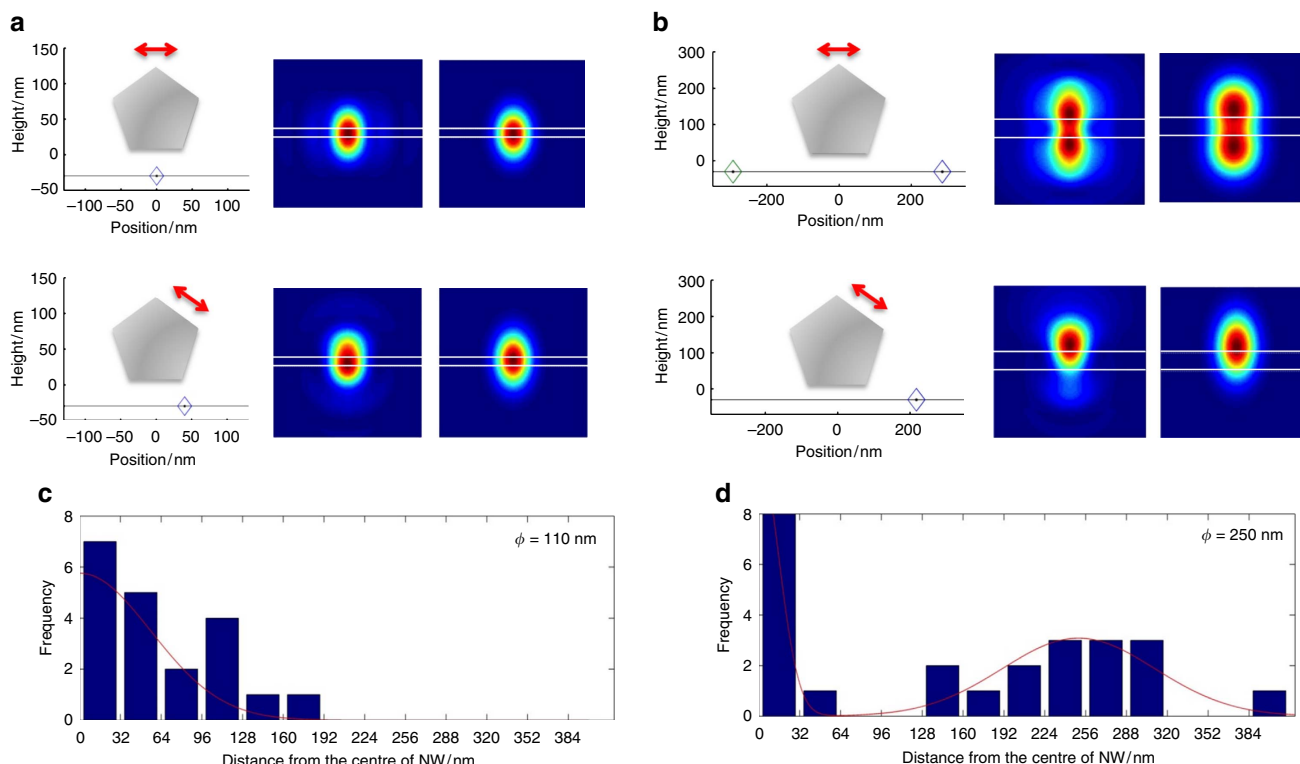 a
b
150
100
50
0
−50
Height/nm
−100 −50 0 50 100
Position/nm
300
200
100
0
Height/nm
−200 0 200
Position/nm
150
100
50
0
−50
Height/nm
−100 −50 0 50 100
Position/nm
300
200
100
0
Height/nm
−200 0 200
Position/nm
c
d
8
6
4
2
0
Frequency
ϕ = 110 nm
0 32 64 96 128 160 192 224 256 288 320 352 384
Distance from the centre of NW/nm
8
6
4
2
0
Frequency
ϕ = 250 nm
0 32 64 96 128 160 192 224 256 288 320 352 384
Distance from the centre of NW/nm